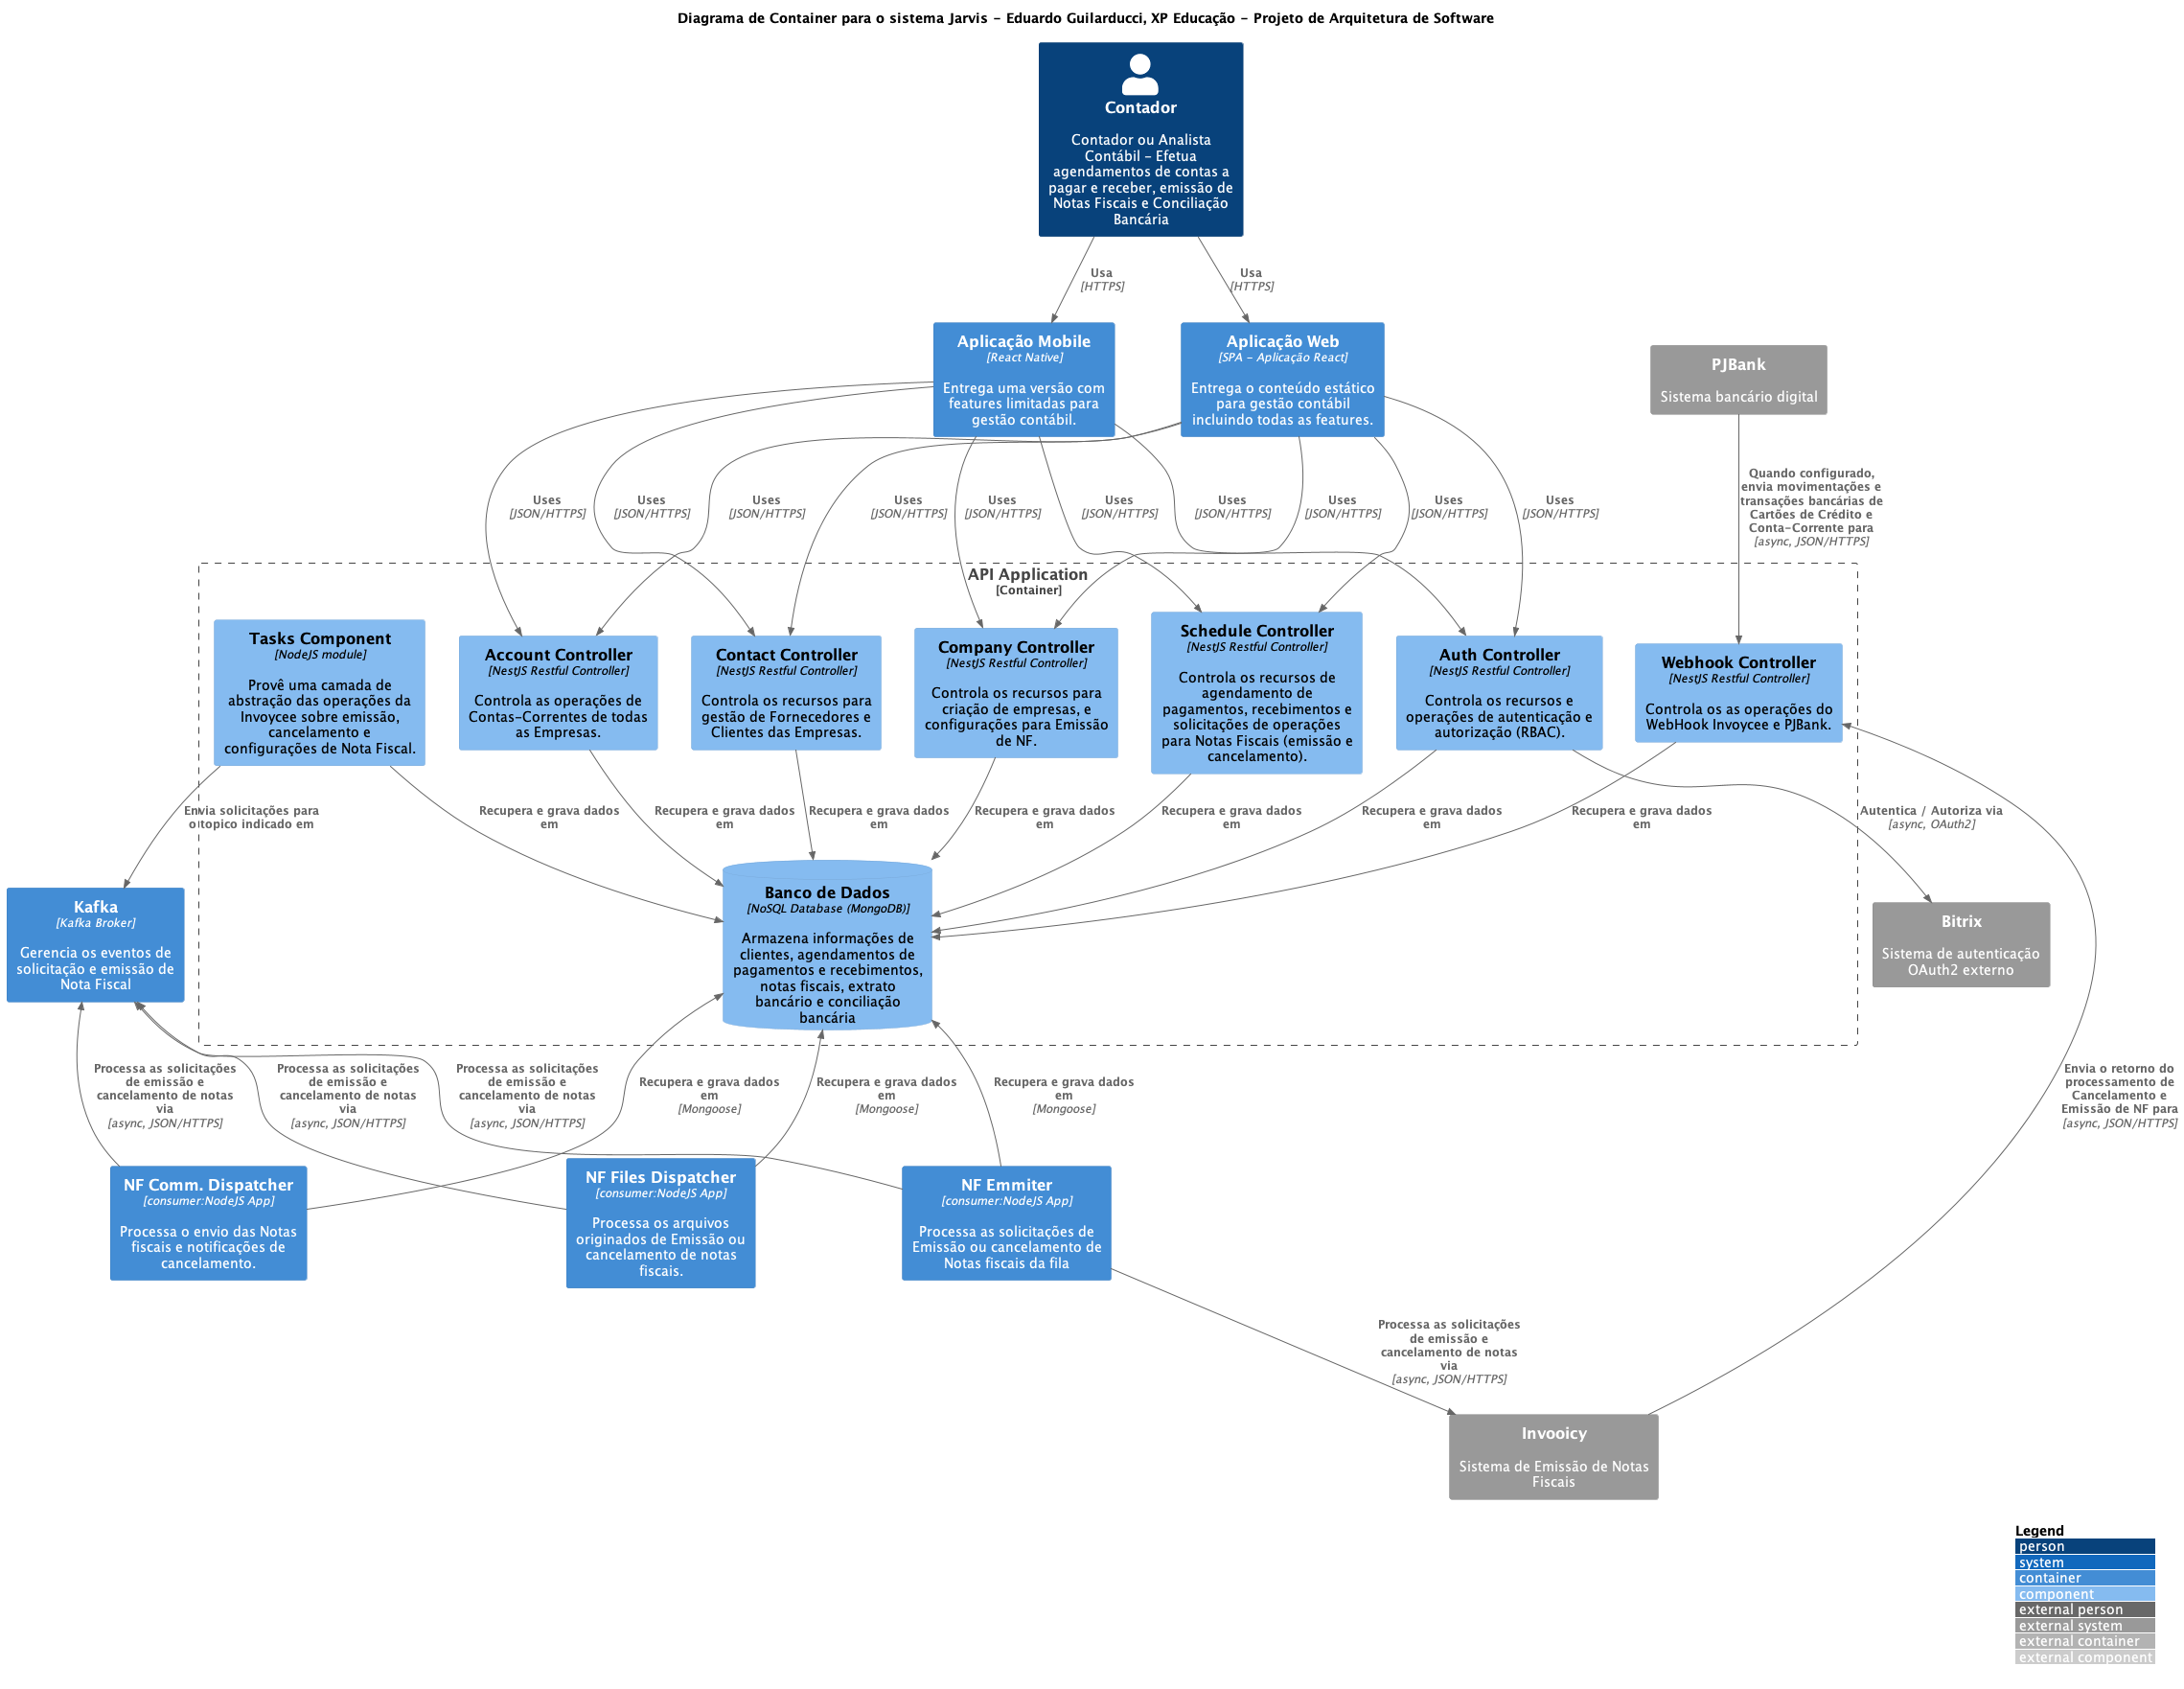 Diagrama de Container para o sistema Jarvis - Eduardo Guilarducci, XP Educação - Projeto de Arquitetura de Software
Contador
Contador ou Analista
Contábil - Efetua
agendamentos de contas a
pagar e receber, emissão de
Notas Fiscais e Conciliação
Bancária
Usa
[HTTPS]
Usa
[HTTPS]
Aplicação Mobile
[React Native]
Entrega uma versão com
features limitadas para
gestão contábil.
Aplicação Web
[SPA - Aplicação React]
Entrega o conteúdo estático
para gestão contábil
incluindo todas as features.
PJBank
Sistema bancário digital
Uses
[JSON/HTTPS]
Uses
[JSON/HTTPS]
Uses
[JSON/HTTPS]
Uses
[JSON/HTTPS]
Uses
[JSON/HTTPS]
Uses
[JSON/HTTPS]
Uses
[JSON/HTTPS]
Uses
[JSON/HTTPS]
Uses
[JSON/HTTPS]
Uses
[JSON/HTTPS]
Quando configurado,
envia movimentações e
transações bancárias de
Cartões de Crédito e
Conta-Corrente para
[async, JSON/HTTPS]
API Application
[Container]
Tasks Component
[NodeJS module]
Provê uma camada de
abstração das operações da
Invoycee sobre emissão,
cancelamento e
configurações de Nota Fiscal.
Account Controller
[NestJS Restful Controller]
Controla as operações de
Contas-Correntes de todas
as Empresas.
Contact Controller
[NestJS Restful Controller]
Controla os recursos para
gestão de Fornecedores e
Clientes das Empresas.
Company Controller
[NestJS Restful Controller]
Controla os recursos para
criação de empresas, e
configurações para Emissão
de NF.
Schedule Controller
[NestJS Restful Controller]
Controla os recursos de
agendamento de
pagamentos, recebimentos e
solicitações de operações
para Notas Fiscais (emissão e
cancelamento).
Auth Controller
[NestJS Restful Controller]
Controla os recursos e
operações de autenticação e
autorização (RBAC).
Webhook Controller
[NestJS Restful Controller]
Controla os as operações do
WebHook Invoycee e PJBank.
Envia solicitações para
o topico indicado em
Recupera e grava dados
em
Recupera e grava dados
em
Recupera e grava dados
em
Recupera e grava dados
em
Recupera e grava dados
em
Recupera e grava dados
em
Recupera e grava dados
em
Autentica / Autoriza via
[async, OAuth2]
Kafka
[Kafka Broker]
Gerencia os eventos de
solicitação e emissão de
Nota Fiscal
Banco de Dados
[NoSQL Database (MongoDB)]
Armazena informações de
clientes, agendamentos de
pagamentos e recebimentos,
notas fiscais, extrato
bancário e conciliação
bancária
Bitrix
Sistema de autenticação
OAuth2 externo
Processa as solicitações
de emissão e
cancelamento de notas
via
[async, JSON/HTTPS]
Processa as solicitações
de emissão e
cancelamento de notas
via
[async, JSON/HTTPS]
Processa as solicitações
de emissão e
cancelamento de notas
via
[async, JSON/HTTPS]
Recupera e grava dados
em
[Mongoose]
Recupera e grava dados
em
[Mongoose]
Recupera e grava dados
em
[Mongoose]
Envia o retorno do
processamento de
Cancelamento e
Emissão de NF para
[async, JSON/HTTPS]
NF Comm. Dispatcher
[consumer:NodeJS App]
Processa o envio das Notas
fiscais e notificações de
cancelamento.
NF Files Dispatcher
[consumer:NodeJS App]
Processa os arquivos
originados de Emissão ou
cancelamento de notas
fiscais.
NF Emmiter
[consumer:NodeJS App]
Processa as solicitações de
Emissão ou cancelamento de
Notas fiscais da fila
Processa as solicitações
de emissão e
cancelamento de notas
via
[async, JSON/HTTPS]
Invooicy
Sistema de Emissão de Notas
Fiscais
Legend
person
system
container
component
external person
external system
external container
external component